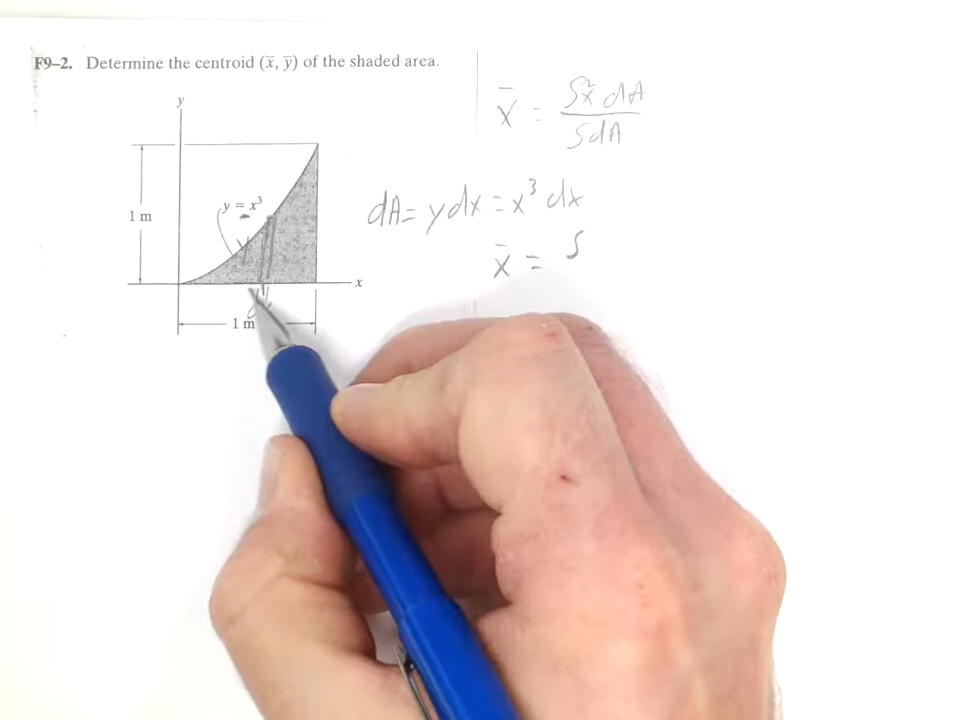 F9–2. Determine the centroid (x̄, ȳ) of the shaded area.
y
x̄ = ∫x̃ dA
∫dA
y = x³
1 m
dA = y dx = x³ dx
y
x̄ = ∫
x
1 m